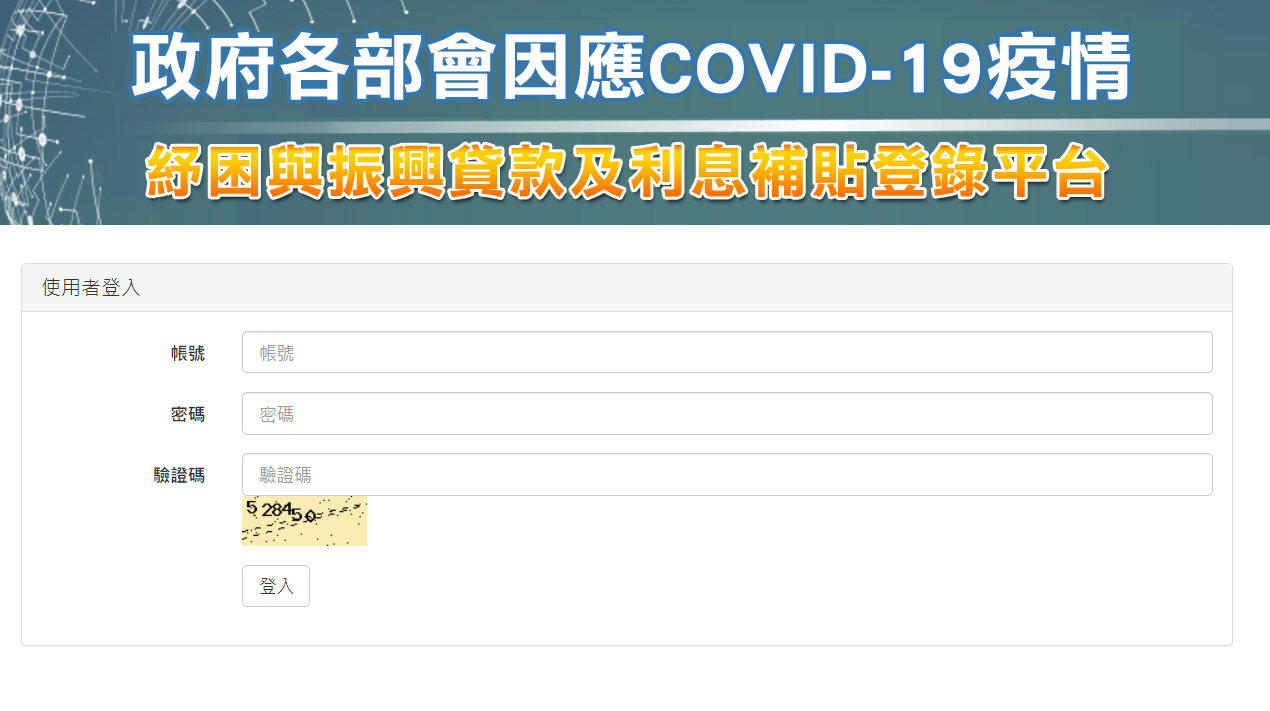 政府各部會因應COVID-19疫情
紓困與振興貸款及利息補貼登錄平台
使用者登入
帳號 帳號
密碼 密碼
驗證碼 驗證碼
528450
登入